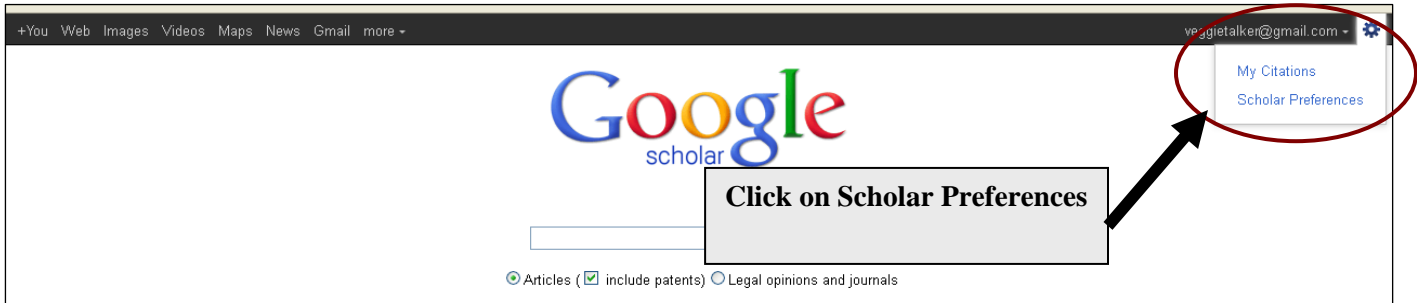 +You Web Images Videos Maps News Gmail more
veggietalker@gmail.com
My Citations
Scholar Preferences
Google
scholar
Click on Scholar Preferences
Articles ( include patents) Legal opinions and journals